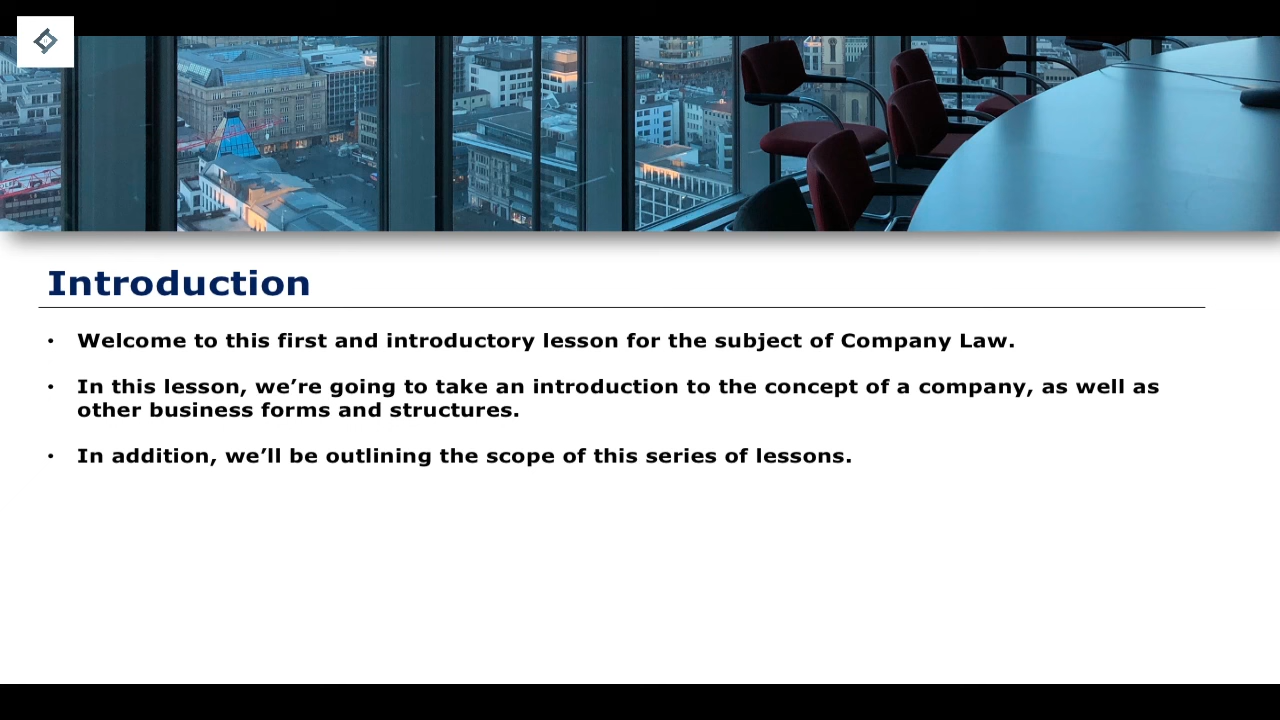 Introduction
• Welcome to this first and introductory lesson for the subject of Company Law.
• In this lesson, we’re going to take an introduction to the concept of a company, as well as
other business forms and structures.
• In addition, we’ll be outlining the scope of this series of lessons.